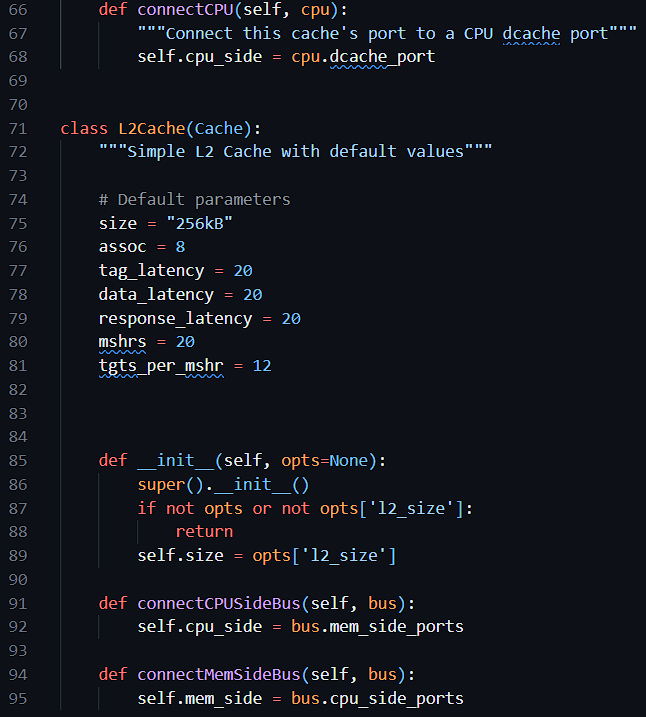 66 def connectCPU(self, cpu):
67 """Connect this cache's port to a CPU dcache port"""
68 self.cpu_side = cpu.dcache_port
69
70
71 class L2Cache(Cache):
72 """Simple L2 Cache with default values"""
73
74 # Default parameters
75 size = "256kB"
76 assoc = 8
77 tag_latency = 20
78 data_latency = 20
79 response_latency = 20
80 mshrs = 20
81 tgts_per_mshr = 12
82
83
84
85 def __init__(self, opts=None):
86 super().__init__()
87 if not opts or not opts['l2_size']:
88 return
89 self.size = opts['l2_size']
90
91 def connectCPUSideBus(self, bus):
92 self.cpu_side = bus.mem_side_ports
93
94 def connectMemSideBus(self, bus):
95 self.mem_side = bus.cpu_side_ports